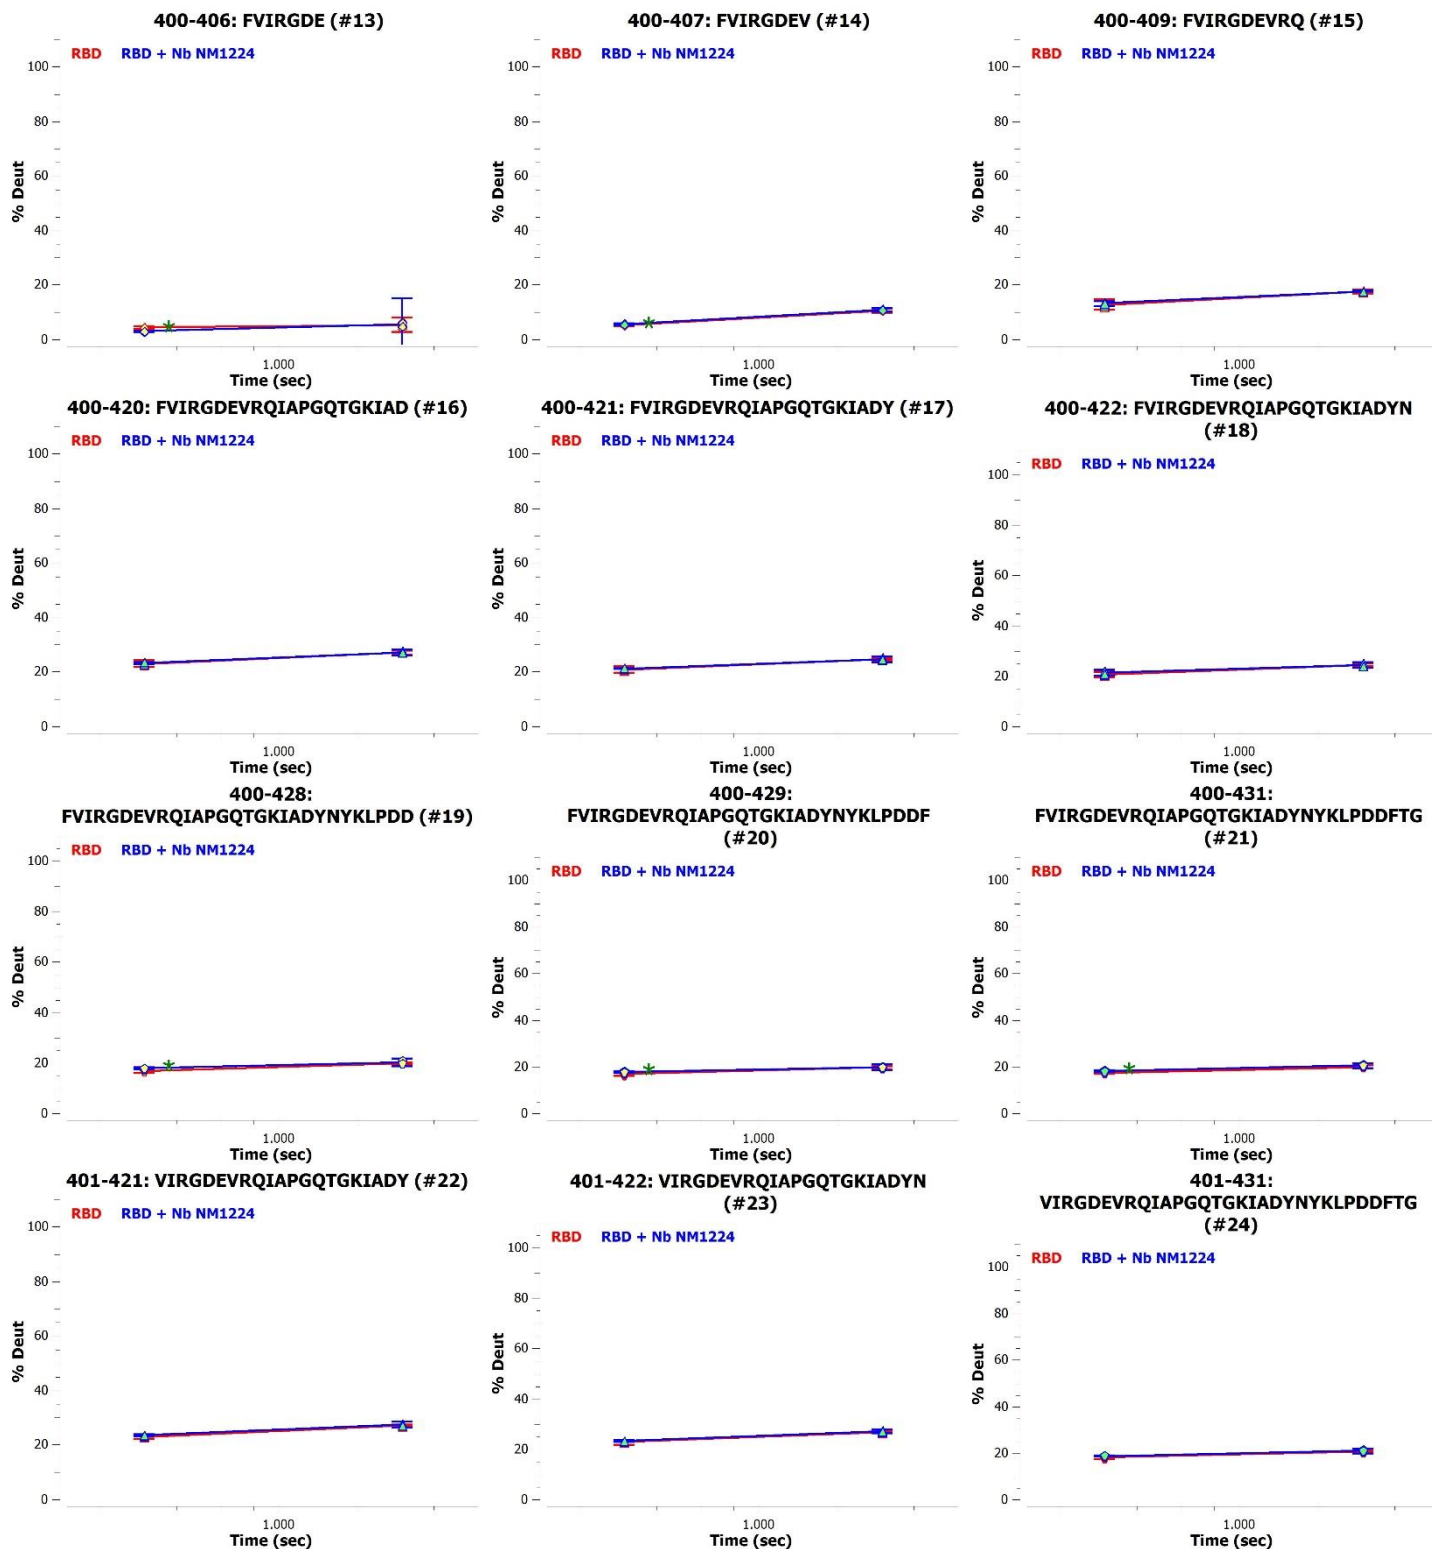 400-406: FVIRGDE (#13)
RBD RBD + Nb NM1224
100
80
60
40
20
0
% Deut
1.000
Time (sec)
400-407: FVIRGDEV (#14)
RBD RBD + Nb NM1224
100
80
60
40
20
0
% Deut
1.000
Time (sec)
400-409: FVIRGDEVRQ (#15)
RBD RBD + Nb NM1224
100
80
60
40
20
0
% Deut
1.000
Time (sec)
400-420: FVIRGDEVRQIAPGQTGKIAD (#16)
RBD RBD + Nb NM1224
100
80
60
40
20
0
% Deut
1.000
Time (sec)
400-421: FVIRGDEVRQIAPGQTGKIADY (#17)
RBD RBD + Nb NM1224
100
80
60
40
20
0
% Deut
1.000
Time (sec)
400-422: FVIRGDEVRQIAPGQTGKIADYN
(#18)
RBD RBD + Nb NM1224
100
80
60
40
20
0
% Deut
1.000
Time (sec)
400-428:
FVIRGDEVRQIAPGQTGKIADYNYKLPDD (#19)
RBD RBD + Nb NM1224
100
80
60
40
20
0
% Deut
1.000
Time (sec)
400-429:
FVIRGDEVRQIAPGQTGKIADYNYKLPDDF
(#20)
RBD RBD + Nb NM1224
100
80
60
40
20
0
% Deut
1.000
Time (sec)
400-431:
FVIRGDEVRQIAPGQTGKIADYNYKLPDDFTG
(#21)
RBD RBD + Nb NM1224
100
80
60
40
20
0
% Deut
1.000
Time (sec)
401-421: VIRGDEVRQIAPGQTGKIADY (#22)
RBD RBD + Nb NM1224
100
80
60
40
20
0
% Deut
1.000
Time (sec)
401-422: VIRGDEVRQIAPGQTGKIADYN
(#23)
RBD RBD + Nb NM1224
100
80
60
40
20
0
% Deut
1.000
Time (sec)
401-431:
VIRGDEVRQIAPGQTGKIADYNYKLPDDFTG
(#24)
RBD RBD + Nb NM1224
100
80
60
40
20
0
% Deut
1.000
Time (sec)